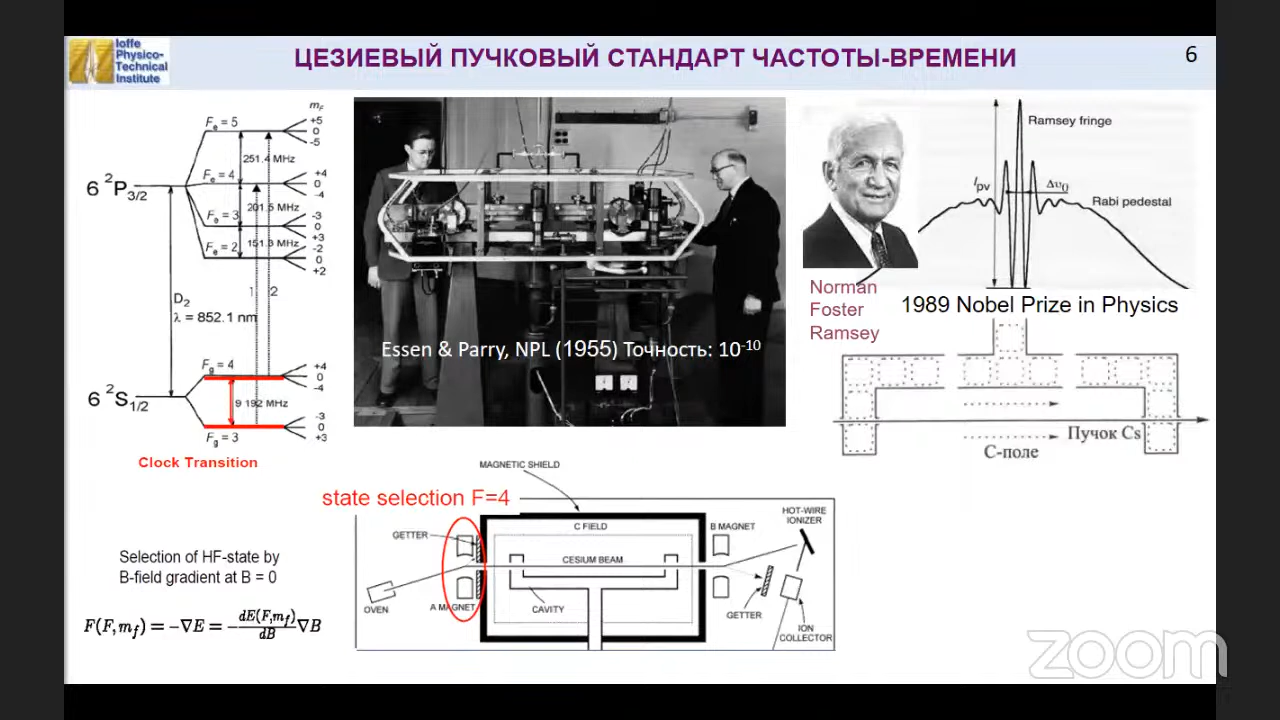 Ioffe
Physico-
Technical
Institute
ЦЕЗИЕВЫЙ ПУЧКОВЫЙ СТАНДАРТ ЧАСТОТЫ-ВРЕМЕНИ
6
m_F
F_e = 5
+5
0
-5
251.4 MHz
6 ²P_3/2
F_e = 4
+4
0
-4
201.5 MHz
F_e = 3
-3
0
+3
151.3 MHz
F_e = 2
-2
0
+2
1
2
D_2
λ = 852.1 nm
F_g = 4
+4
0
-4
6 ²S_1/2
9 192 MHz
-3
0
+3
F_g = 3
Clock Transition
Essen & Parry, NPL (1955) Точность: 10^-10
Norman
Foster
Ramsey
Ramsey fringe
I_pv
Δυ_0
Rabi pedestal
1989 Nobel Prize in Physics
Пучок Cs
С-поле
MAGNETIC SHIELD
state selection F=4
HOT-WIRE
IONIZER
GETTER
C FIELD
B MAGNET
CESIUM BEAM
OVEN
A MAGNET
CAVITY
GETTER
ION
COLLECTOR
Selection of HF-state by
B-field gradient at B = 0
F(F,m_f) = −∇E = −dE(F,m_f)/dB ∇B
zoom